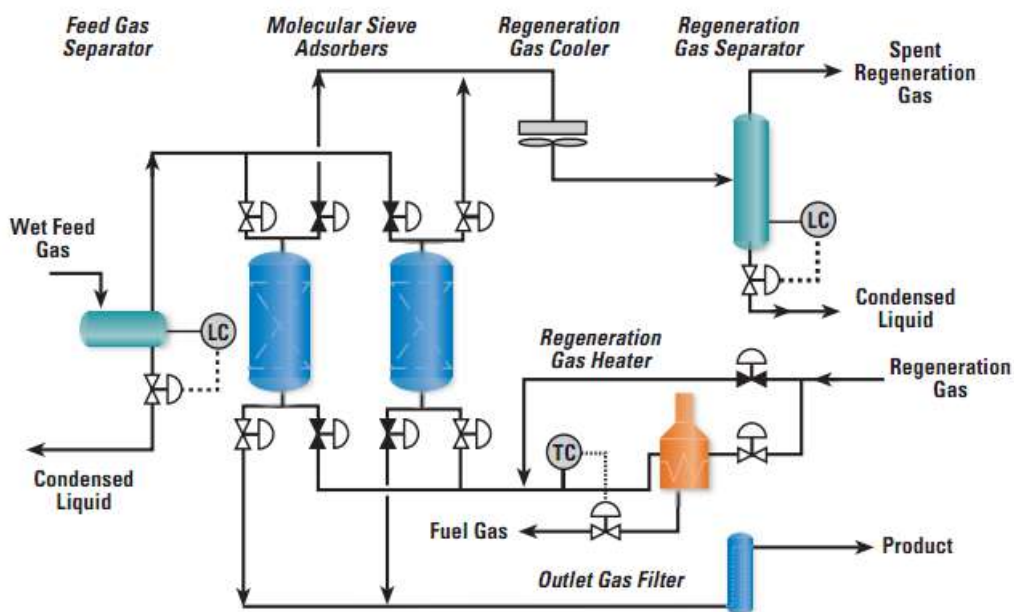 Feed Gas
Separator
Molecular Sieve
Adsorbers
Regeneration
Gas Cooler
Regeneration
Gas Separator
Spent
Regeneration
Gas
Wet Feed
Gas
LC
LC
Condensed
Liquid
Regeneration
Gas Heater
Regeneration
Gas
TC
Condensed
Liquid
Fuel Gas
Product
Outlet Gas Filter